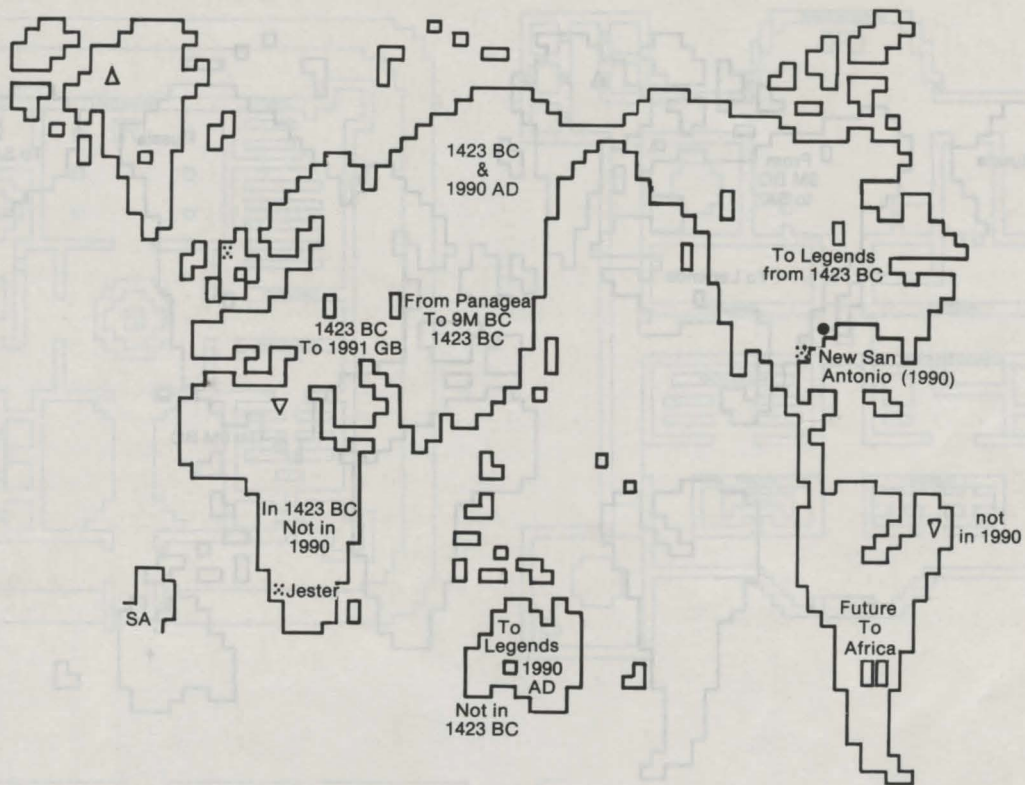 1423 BC
&
1990 AD
To Legends
from 1423 BC
From Panagea
To 9M BC
1423 BC
1423 BC
To 1991 GB
New San
Antonio (1990)
In 1423 BC
Not in
1990
not
in 1990
Jester
SA
To
Legends
1990
AD
Not in
1423 BC
Future
To
Africa